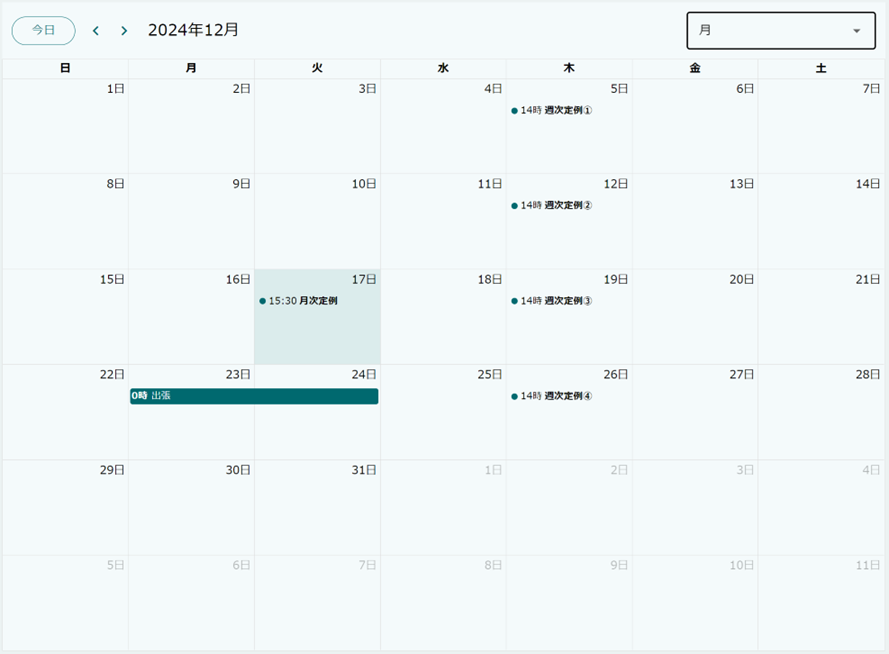 今日 2024年12月 月
日 月 火 水 木 金 土
1日 2日 3日 4日 5日 6日 7日
14時 週次定例①
8日 9日 10日 11日 12日 13日 14日
14時 週次定例②
15日 16日 17日 18日 19日 20日 21日
15:30 月次定例 14時 週次定例③
22日 23日 24日 25日 26日 27日 28日
0時 出張 14時 週次定例④
29日 30日 31日 1日 2日 3日 4日
5日 6日 7日 8日 9日 10日 11日